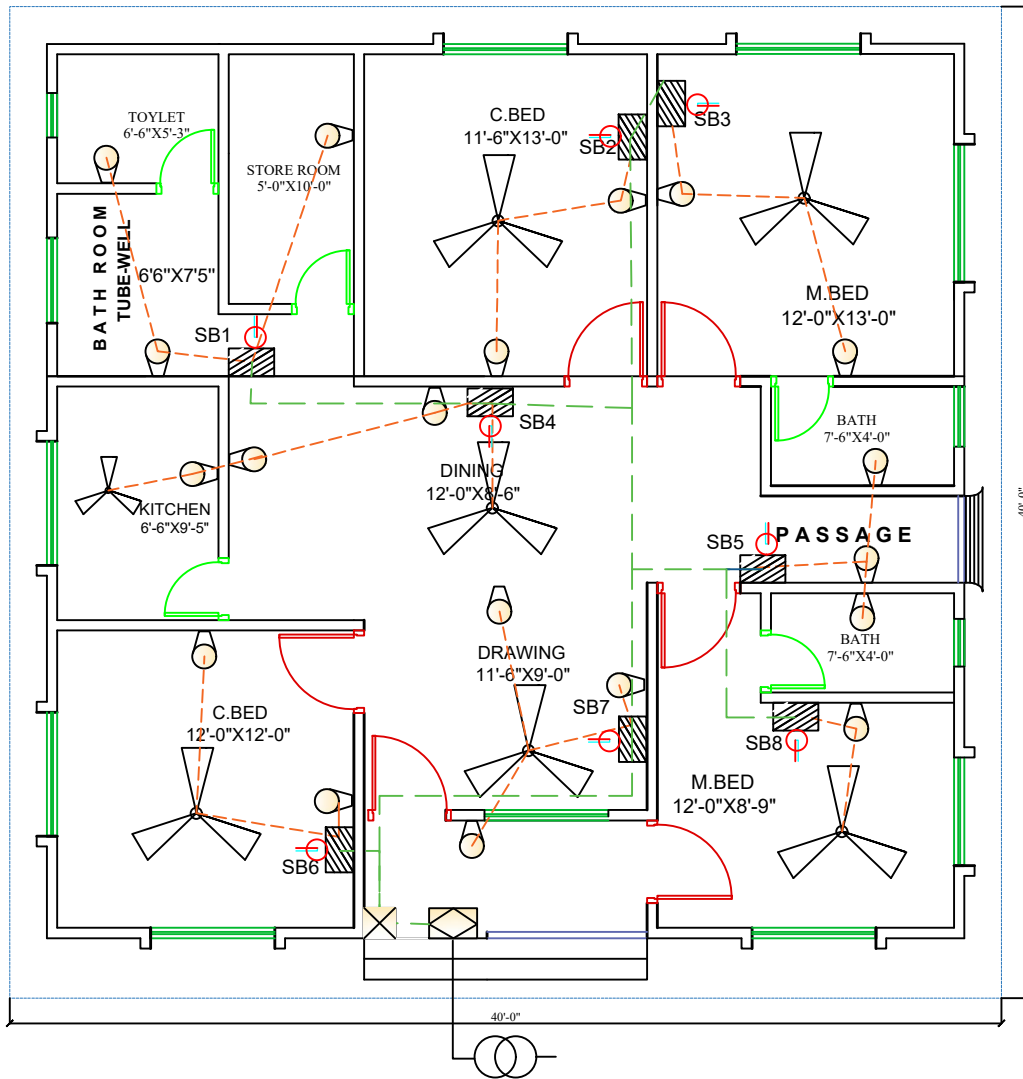 TOYLET
6'-6"X5'-3"
STORE ROOM
5'-0"X10'-0"
C.BED
11'-6"X13'-0"
SB2
SB3
BATH ROOM
TUBE-WELL
6'6"X7'5"
M.BED
12'-0"X13'-0"
SB1
SB4
BATH
7'-6"X4'-0"
DINING
12'-0"X8'-6"
KITCHEN
6'-6"X9'-5"
40'-0"
PASSAGE
SB5
BATH
7'-6"X4'-0"
DRAWING
11'-6"X9'-0"
SB7
C.BED
12'-0"X12'-0"
SB8
M.BED
12'-0"X8'-9"
SB6
40'-0"